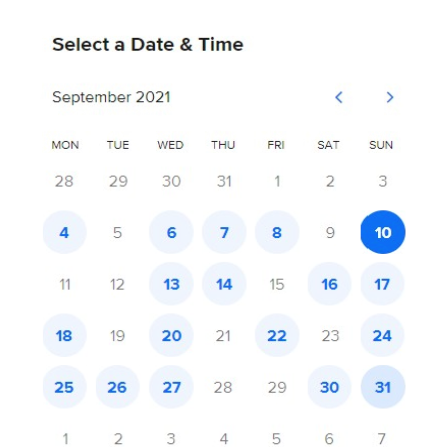 Select a Date & Time
September 2021
MON TUE WED THU FRI SAT SUN
28 29 30 31 1 2 3
4 5 6 7 8 9 10
11 12 13 14 15 16 17
18 19 20 21 22 23 24
25 26 27 28 29 30 31
1 2 3 4 5 6 7